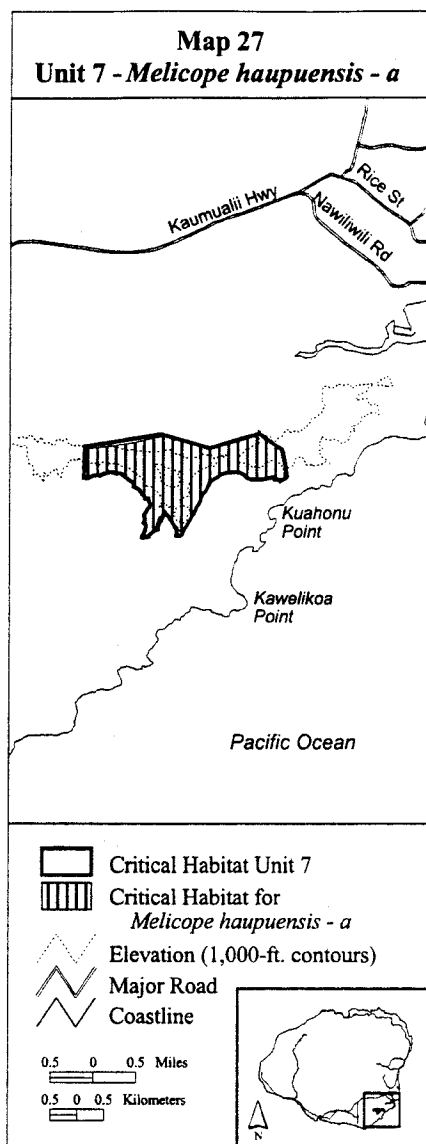 Map 27
Unit 7 - Melicope haupuensis - a
Rice St
Kaumualii Hwy
Nawiliwili Rd
Kuahonu
Point
Kawelikoa
Point
Pacific Ocean
Critical Habitat Unit 7
Critical Habitat for
Melicope haupuensis - a
Elevation (1,000-ft. contours)
Major Road
Coastline
0.5 0 0.5 Miles
0.5 0 0.5 Kilometers
N